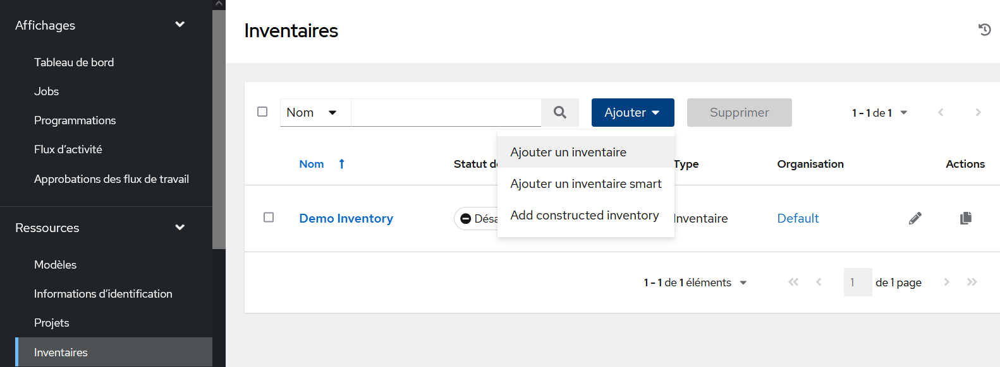 Affichages
Tableau de bord
Jobs
Programmations
Flux d'activité
Approbations des flux de travail
Ressources
Modèles
Informations d'identification
Projets
Inventaires
Inventaires
Nom
Ajouter
Supprimer
1 - 1 de 1
Ajouter un inventaire
Ajouter un inventaire smart
Add constructed inventory
Nom
Statut de
Type
Organisation
Actions
Demo Inventory
Désa
Inventaire
Default
1 - 1 de 1 éléments
1
de 1 page